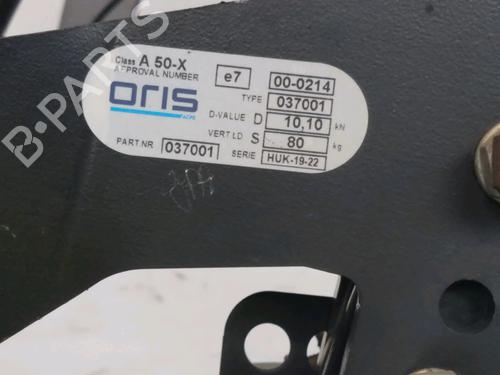 Class A 50-X
APPROVAL NUMBER e7 00-0214
TYPE 037001
ORIS
ACPS
D-VALUE D 10,10 kN
VERT LD S 80 kg
PART.NR 037001 SERIE HUK-19-22
B-PARTS